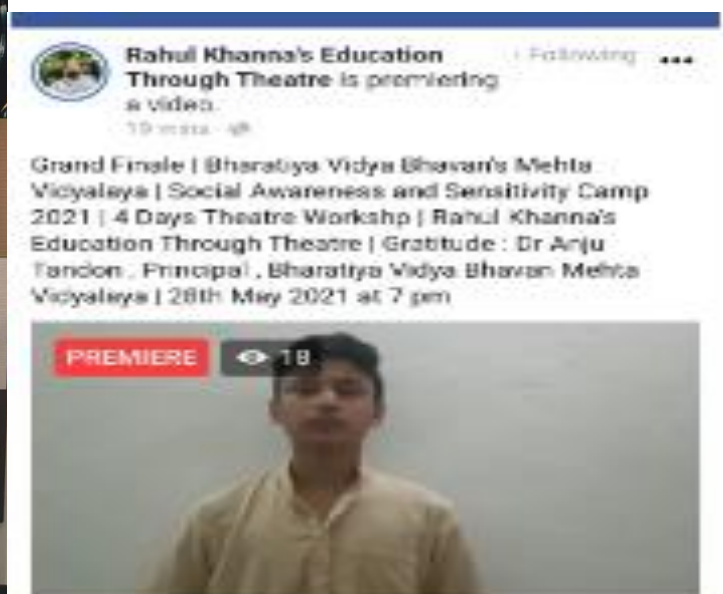 Rahul Khanna's Education
Through Theatre is premiering
a video.
Following
19 mins
Grand Finale | Bharatiya Vidya Bhavan's Mehta
Vidyalaya | Social Awareness and Sensitivity Camp
2021 | 4 Days Theatre Workshp | Rahul Khanna's
Education Through Theatre | Gratitude : Dr Anju
Tandon , Principal , Bharatiya Vidya Bhavan Mehta
Vidyalaya | 28th May 2021 at 7 pm
PREMIERE 18